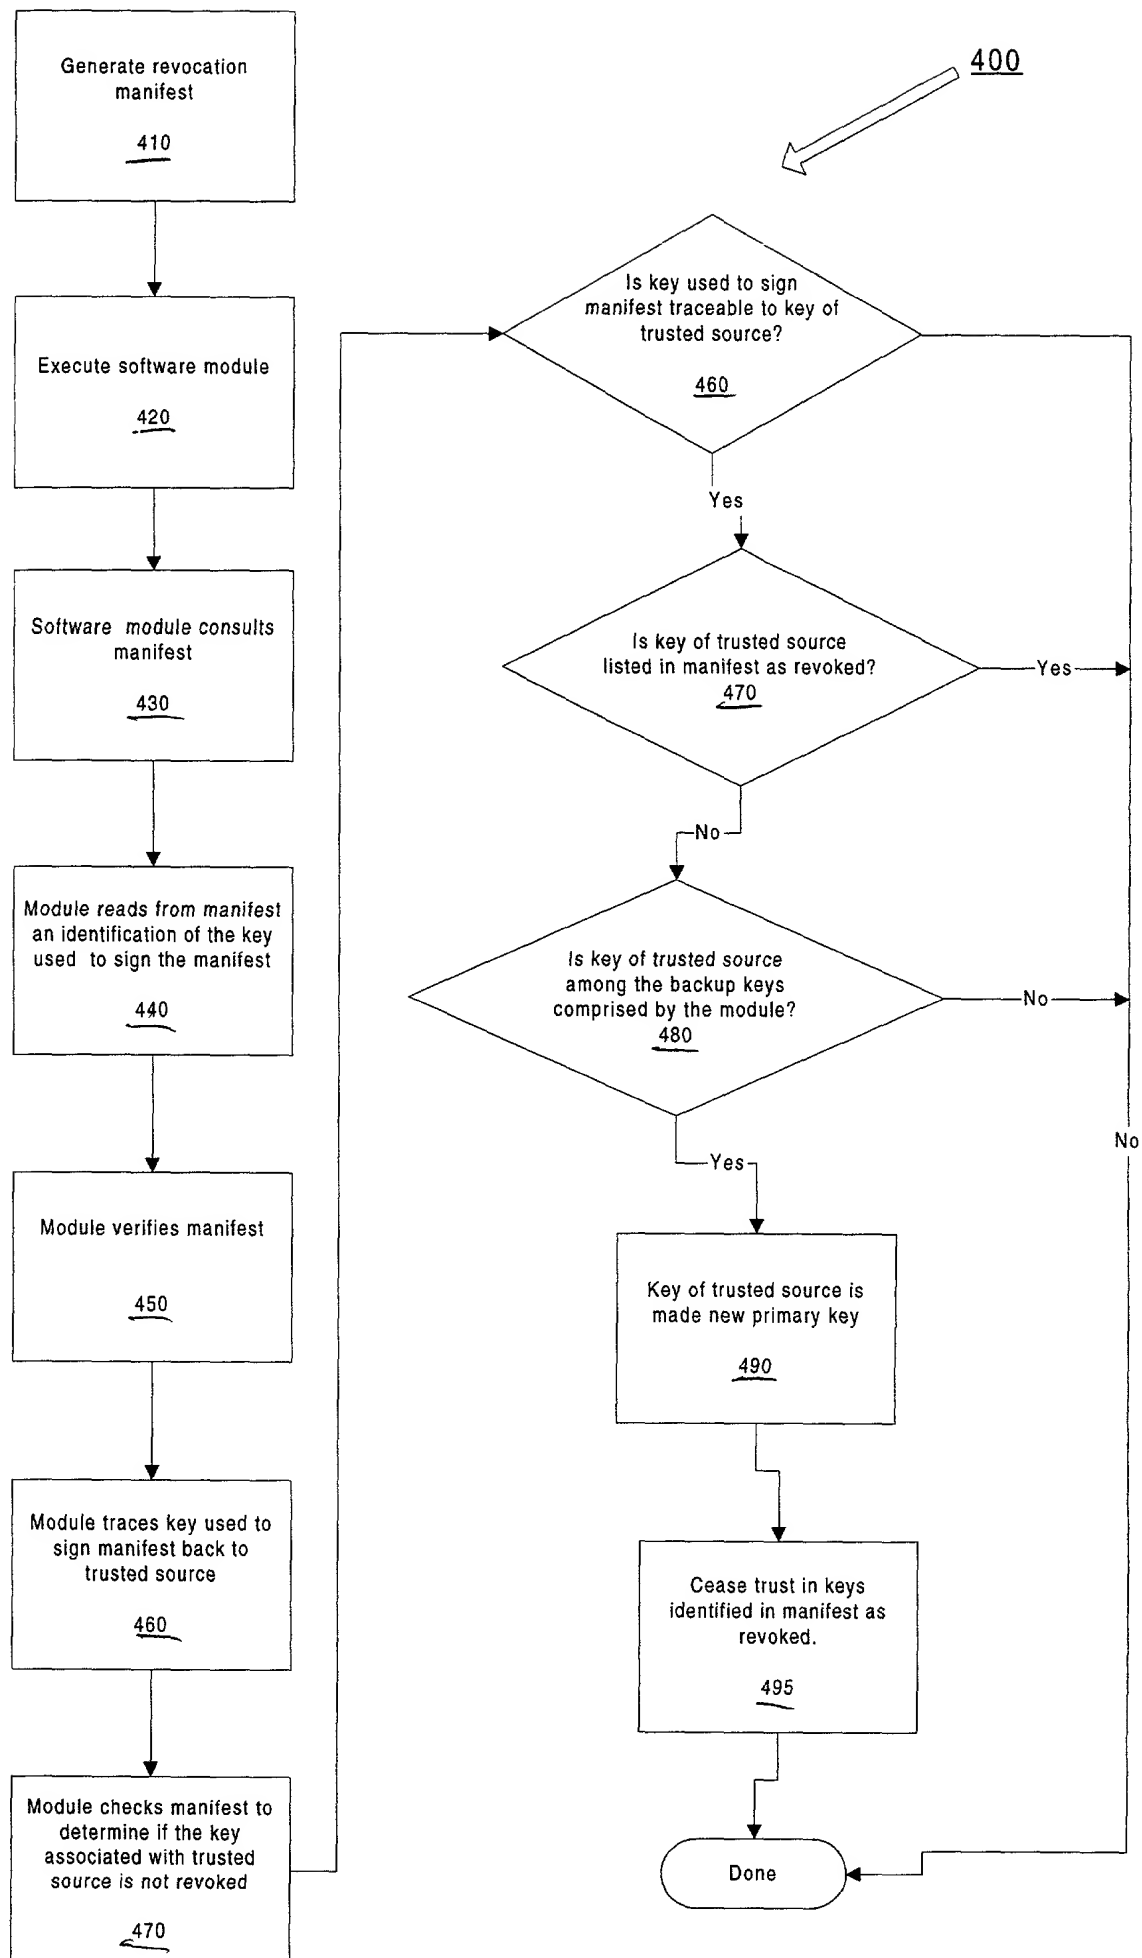 Generate revocation
manifest
410
Execute software module
420
Software module consults
manifest
430
Module reads from manifest
an identification of the key
used to sign the manifest
440
Module verifies manifest
450
Module traces key used to
sign manifest back to
trusted source
460
Module checks manifest to
determine if the key
associated with trusted
source is not revoked
470
400
Is key used to sign
manifest traceable to key of
trusted source?
460
Yes
Is key of trusted source
listed in manifest as revoked?
470
Yes
No
Is key of trusted source
among the backup keys
comprised by the module?
480
No
No
Yes
Key of trusted source is
made new primary key
490
Cease trust in keys
identified in manifest as
revoked.
495
Done